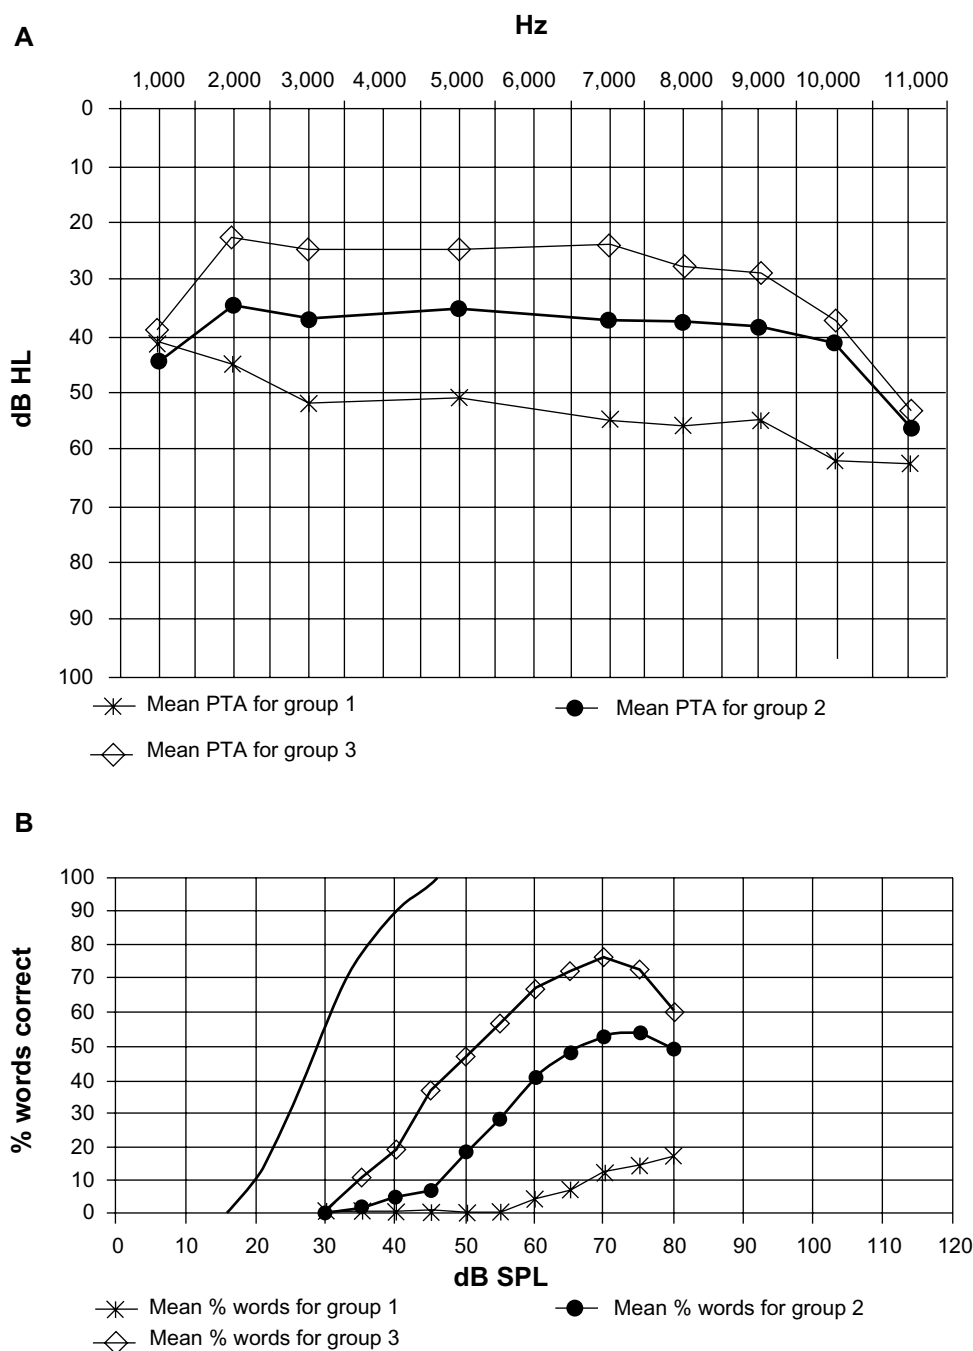 A
Hz
1,000 2,000 3,000 4,000 5,000 6,000 7,000 8,000 9,000 10,000 11,000
0
10
20
30
40
50
60
70
80
90
100
dB HL
Mean PTA for group 1
Mean PTA for group 2
Mean PTA for group 3
B
100
90
80
70
60
50
40
30
20
10
0
% words correct
0 10 20 30 40 50 60 70 80 90 100 110 120
dB SPL
Mean % words for group 1
Mean % words for group 2
Mean % words for group 3